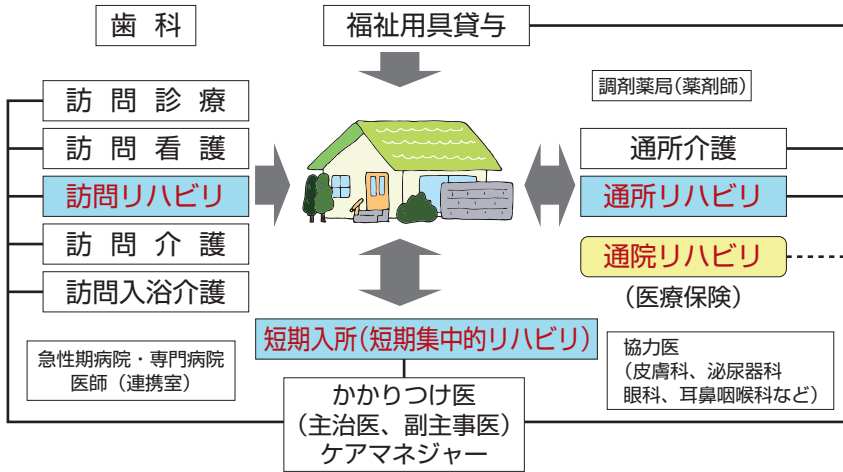 歯 科
福祉用具貸与
調剤薬局(薬剤師)
訪 問 診 療
訪 問 看 護
訪問リハビリ
訪 問 介 護
訪問入浴介護
通所介護
通所リハビリ
通院リハビリ
(医療保険)
短期入所(短期集中的リハビリ)
急性期病院・専門病院
医師(連携室)
かかりつけ医
(主治医、副主事医)
ケアマネジャー
協力医
(皮膚科、泌尿器科
眼科、耳鼻咽喉科など)